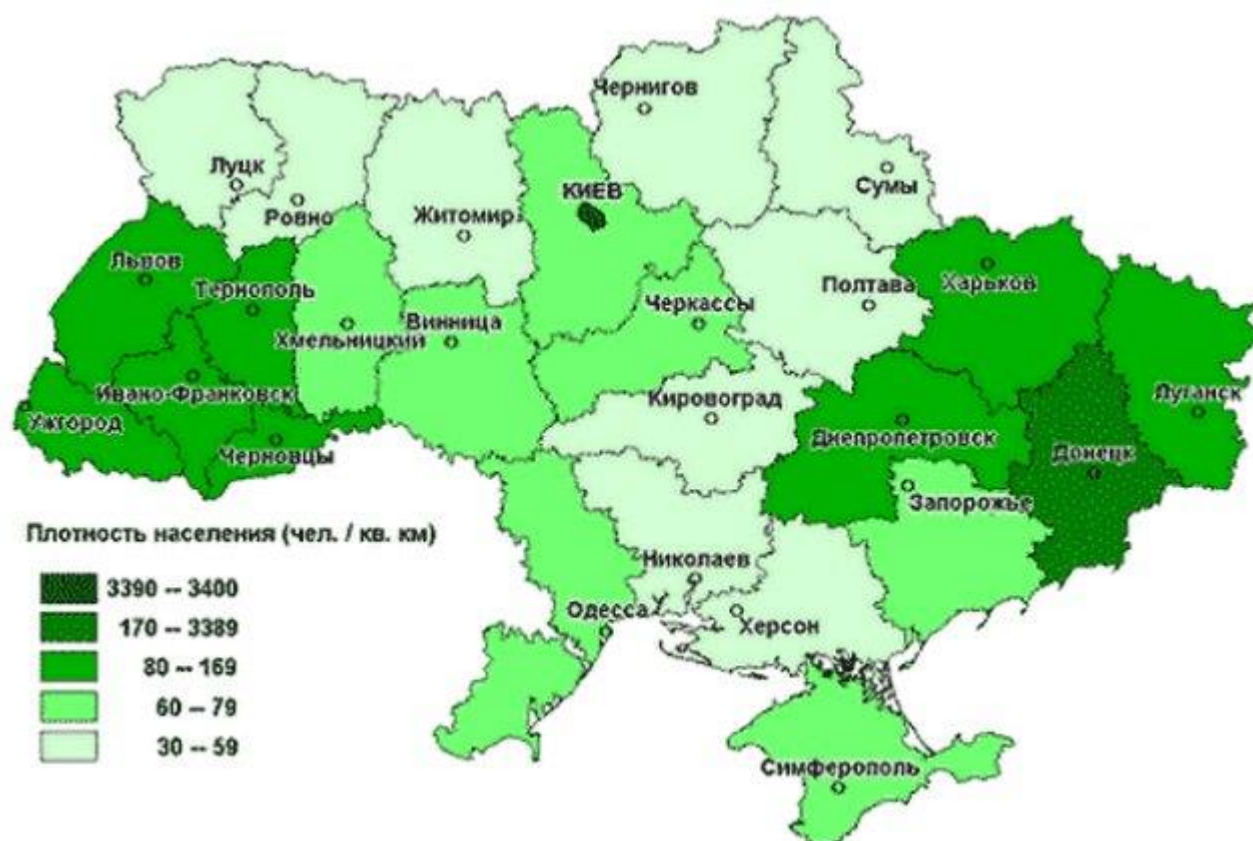 Чернигов
Луцк
Сумы
Ровно
КИЕВ
Житомир
Львов
Харьков
Тернополь
Полтава
Черкассы
Винница
Хмельницкий
Ивано-Франковск
Луганск
Кировоград
Ужгород
Днепропетровск
Черновцы
Донецк
Запорожье
Плотность населения (чел. / кв. км)
3390 -- 3400
170 -- 3389
80 -- 169
60 -- 79
30 -- 59
Николаев
Одесса
Херсон
Симферополь